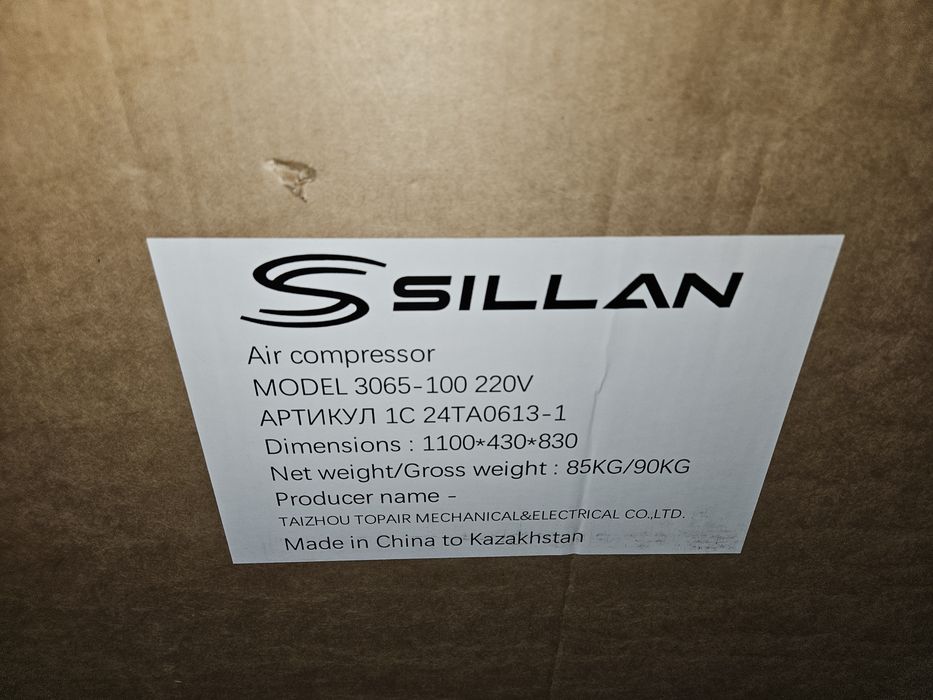 SILLAN
Air compressor
MODEL 3065-100 220V
АРТИКУЛ 1С 24TA0613-1
Dimensions : 1100*430*830
Net weight/Gross weight : 85KG/90KG
Producer name -
TAIZHOU TOPAIR MECHANICAL&ELECTRICAL CO.,LTD.
Made in China to Kazakhstan